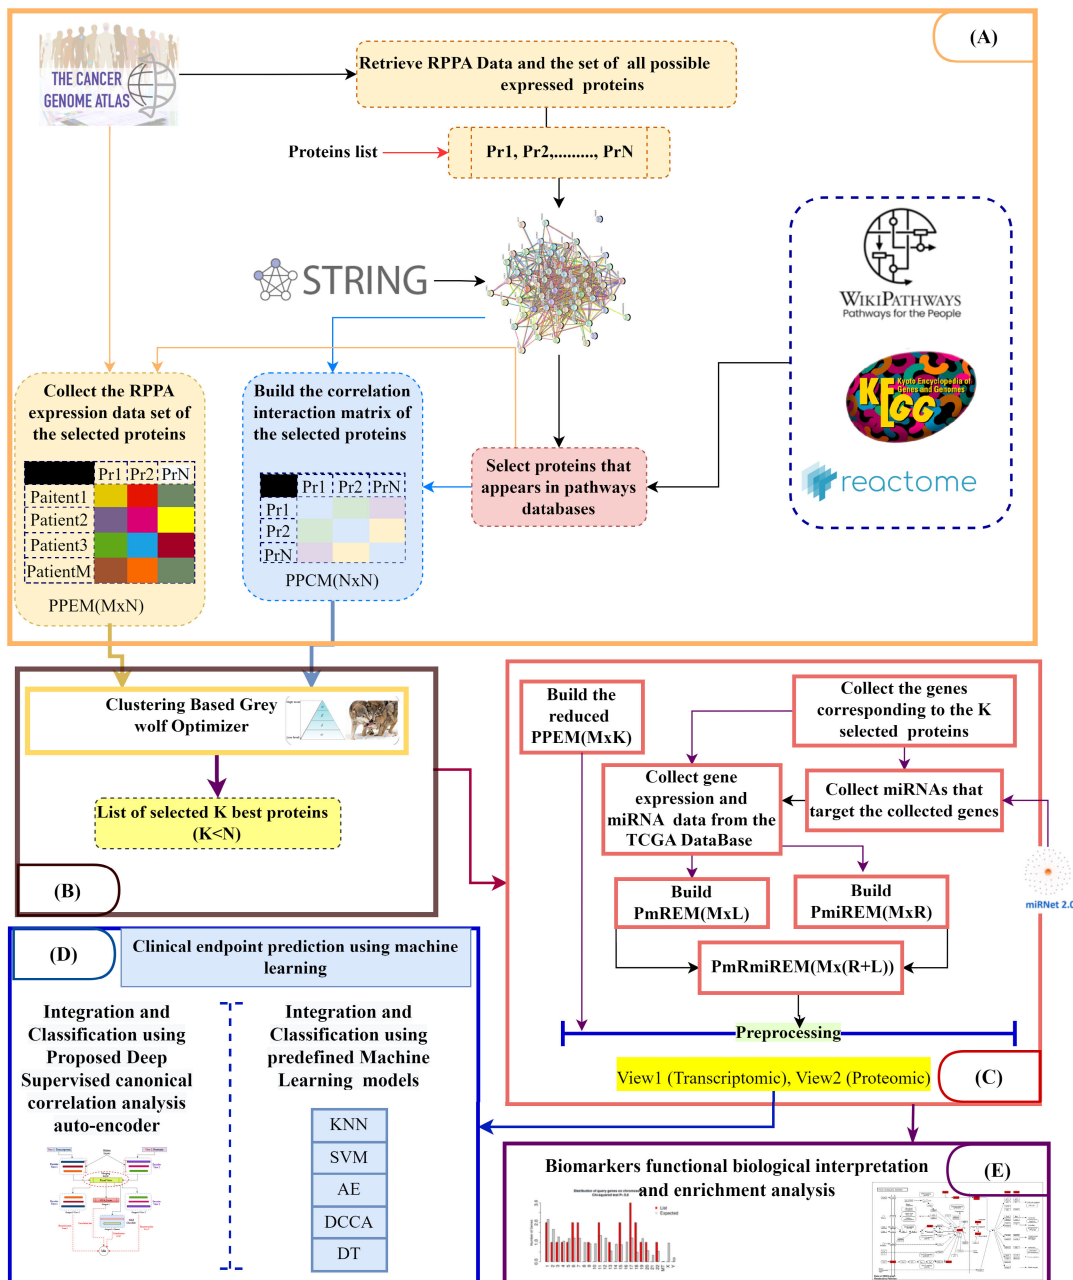 (A)
THE CANCER
GENOME ATLAS
Retrieve RPPA Data and the set of all possible
expressed proteins
Proteins list
Pr1, Pr2,.........., PrN
STRING
WIKIPATHWAYS
Pathways for the People
KEGG
Kyoto Encyclopedia of
Genes and Genomes
reactome
Collect the RPPA
expression data set of
the selected proteins
Pr1 Pr2 PrN
Paitent1
Patient2
Patient3
PatientM
PPEM(MxN)
Build the correlation
interaction matrix of
the selected proteins
Pr1 Pr2 PrN
Pr1
Pr2
PrN
PPCM(NxN)
Select proteins that
appears in pathways
databases
Clustering Based Grey
wolf Optimizer
List of selected K best proteins
(K<N)
(B)
Build the
reduced
PPEM(MxK)
Collect the genes
corresponding to the K
selected proteins
Collect gene
expression and
miRNA data from the
TCGA DataBase
Collect miRNAs that
target the collected genes
miRNet 2.0
Build
PmREM(MxL)
Build
PmiREM(MxR)
PmRmiREM(Mx(R+L))
Preprocessing
View1 (Transcriptomic), View2 (Proteomic)
(C)
(D)
Clinical endpoint prediction using machine
learning
Integration and
Classification using
Proposed Deep
Supervised canonical
correlation analysis
auto-encoder
Integration and
Classification using
predefined Machine
Learning models
KNN
SVM
AE
DCCA
DT
(E)
Biomarkers functional biological interpretation
and enrichment analysis
List
Expected